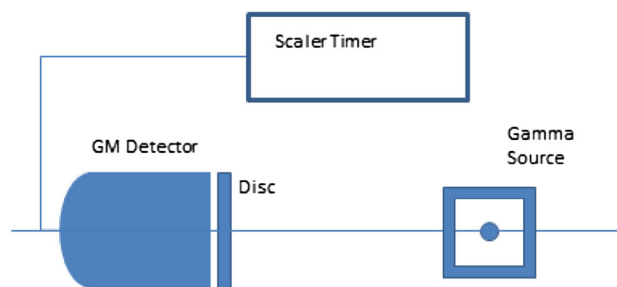 Scaler Timer
GM Detector
Gamma
Source
Disc